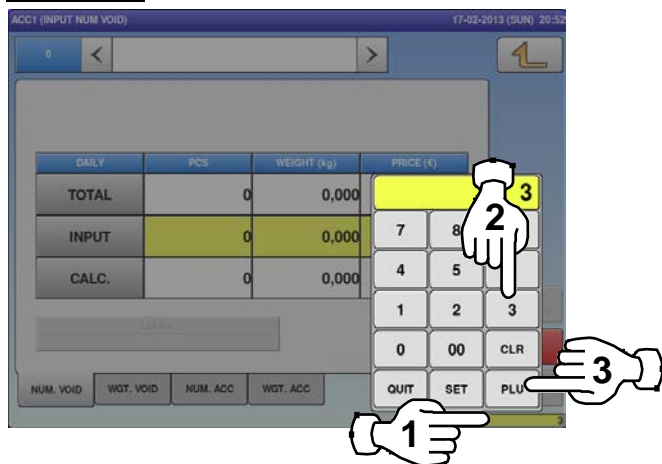 ACC1 (INPUT NUM VOID) 17-02-2013 (SUN) 20:52
0 < >
DAILY PCS WEIGHT (kg) PRICE (€)
TOTAL 0 0,000
INPUT 0 0,000
CALC. 0 0,000
3
7 8
4 5
1 2 3
0 00 CLR
QUIT SET PLU
NUM. VOID WGT. VOID NUM. ACC WGT. ACC
3
2
3
1